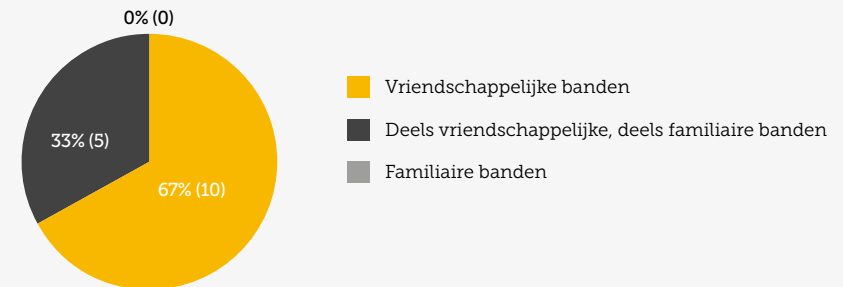 0% (0)
33% (5)
67% (10)
Vriendschappelijke banden
Deels vriendschappelijke, deels familiaire banden
Familiaire banden